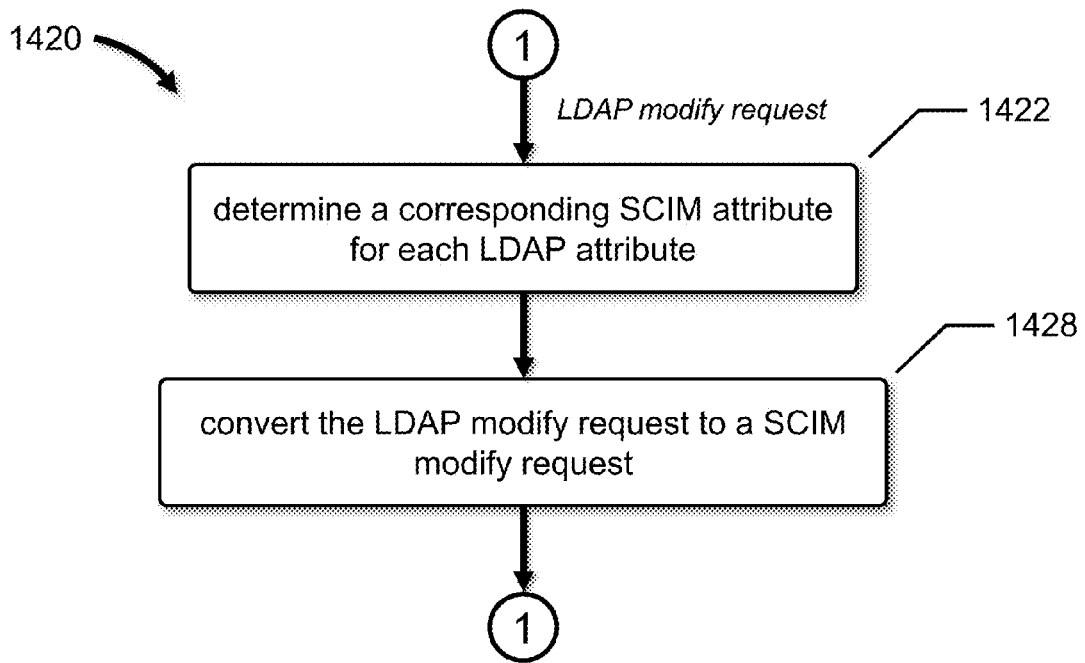 1420
1
LDAP modify request
1422
determine a corresponding SCIM attribute
for each LDAP attribute
1428
convert the LDAP modify request to a SCIM
modify request
1